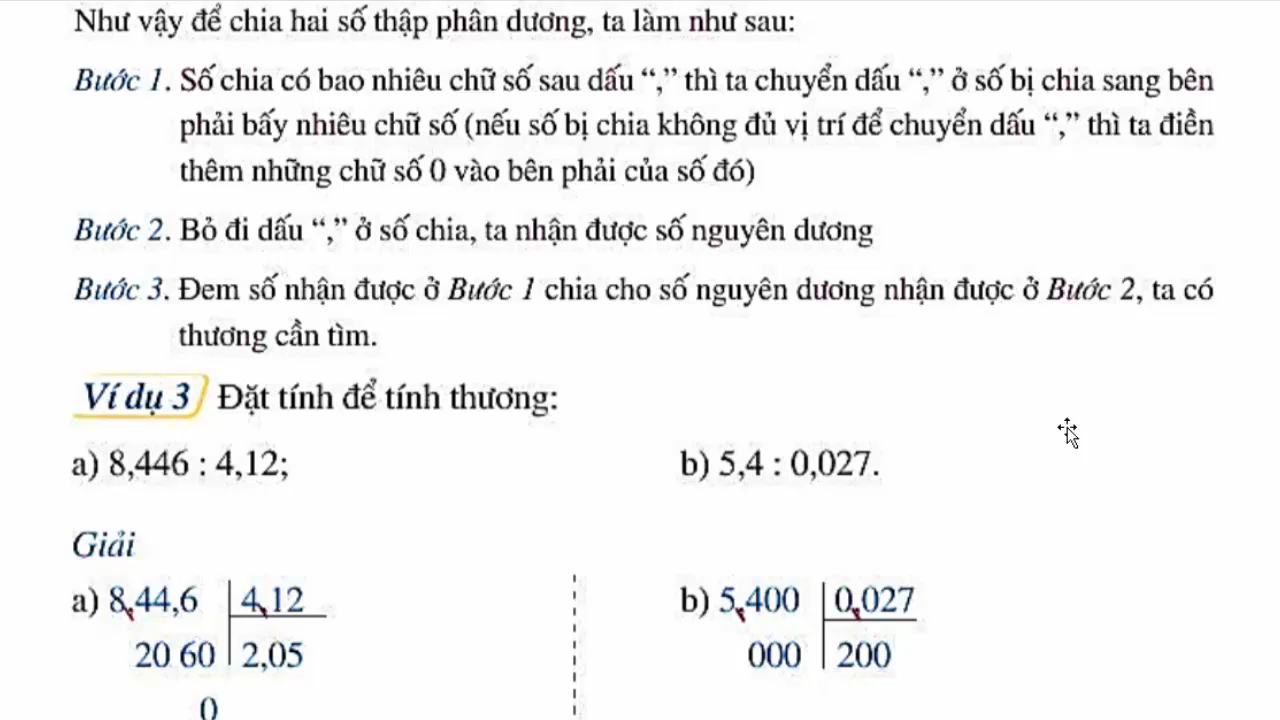 Như vậy để chia hai số thập phân dương, ta làm như sau:
Bước 1. Số chia có bao nhiêu chữ số sau dấu “,” thì ta chuyển dấu “,” ở số bị chia sang bên
phải bấy nhiêu chữ số (nếu số bị chia không đủ vị trí để chuyển dấu “,” thì ta điền
thêm những chữ số 0 vào bên phải của số đó)
Bước 2. Bỏ đi dấu “,” ở số chia, ta nhận được số nguyên dương
Bước 3. Đem số nhận được ở Bước 1 chia cho số nguyên dương nhận được ở Bước 2, ta có
thương cần tìm.
Ví dụ 3 Đặt tính để tính thương:
a) 8,446 : 4,12; b) 5,4 : 0,027.
Giải
a) 8,44,6 4,12 b) 5,400 0,027
20 60 2,05 000 200
0